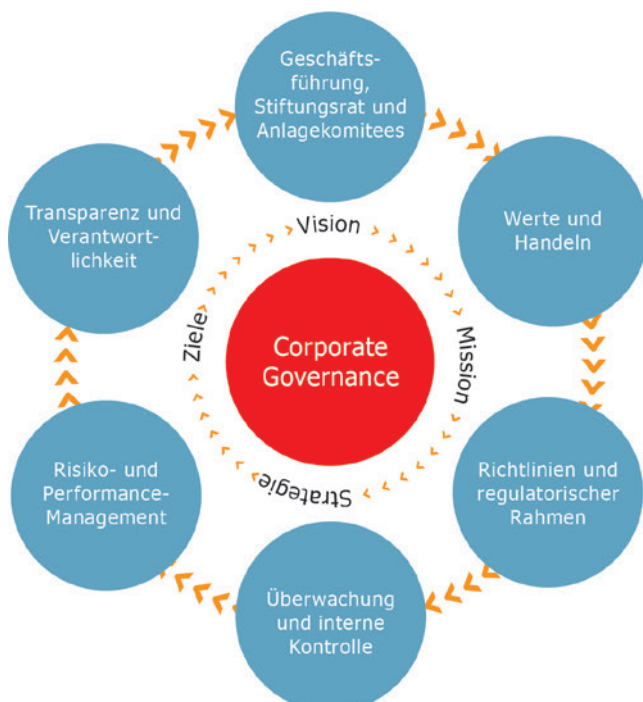 Geschäfts-
führung,
Stiftungsrat und
Anlagekomitees
Transparenz und
Verantwort-
lichkeit
Werte und
Handeln
Vision
Ziele
Mission
Corporate
Governance
Strategie
Risiko- und
Performance-
Management
Richtlinien und
regulatorischer
Rahmen
Überwachung
und interne
Kontrolle